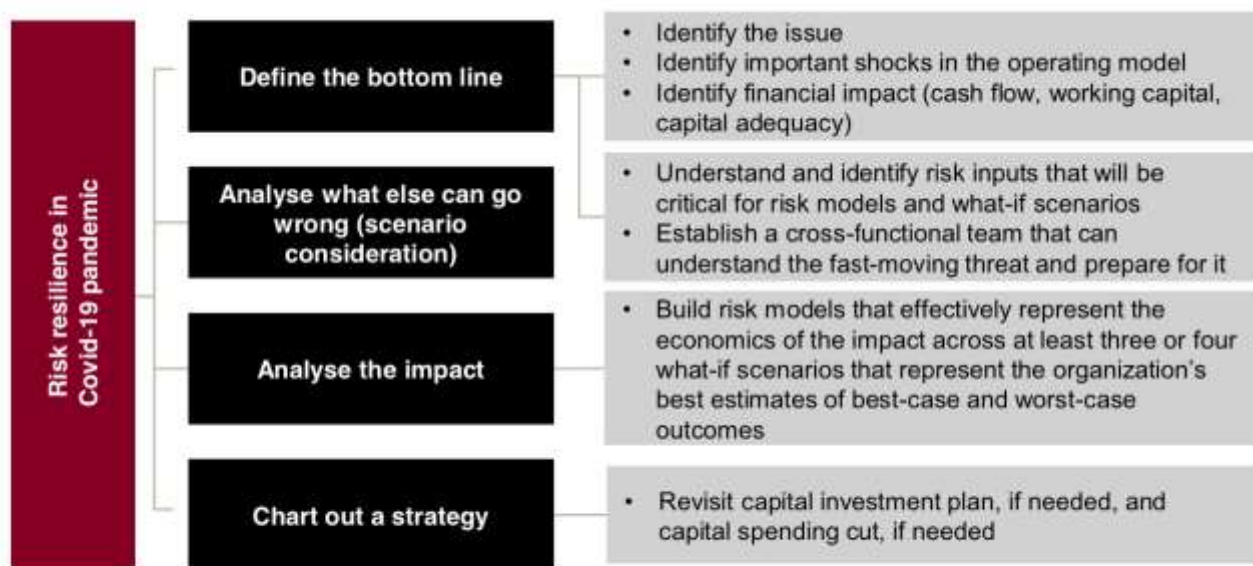 Risk resilience in
Covid-19 pandemic
Define the bottom line
• Identify the issue
• Identify important shocks in the operating model
• Identify financial impact (cash flow, working capital,
capital adequacy)
Analyse what else can go
wrong (scenario
consideration)
• Understand and identify risk inputs that will be
critical for risk models and what-if scenarios
• Establish a cross-functional team that can
understand the fast-moving threat and prepare for it
Analyse the impact
• Build risk models that effectively represent the
economics of the impact across at least three or four
what-if scenarios that represent the organization's
best estimates of best-case and worst-case
outcomes
Chart out a strategy
• Revisit capital investment plan, if needed, and
capital spending cut, if needed